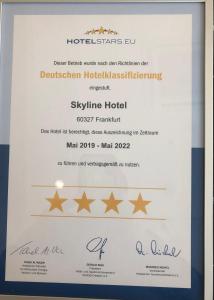 HOTELSTARS.EU
Dieser Betrieb wurde nach den Richtlinien der
Deutschen Hotelklassifizierung
eingestuft.
Skyline Hotel
60327 Frankfurt
Das Hotel ist berechtigt, diese Auszeichnung im Zeitraum
Mai 2019 - Mai 2022
zu führen und vertragsgemäß zu nutzen.